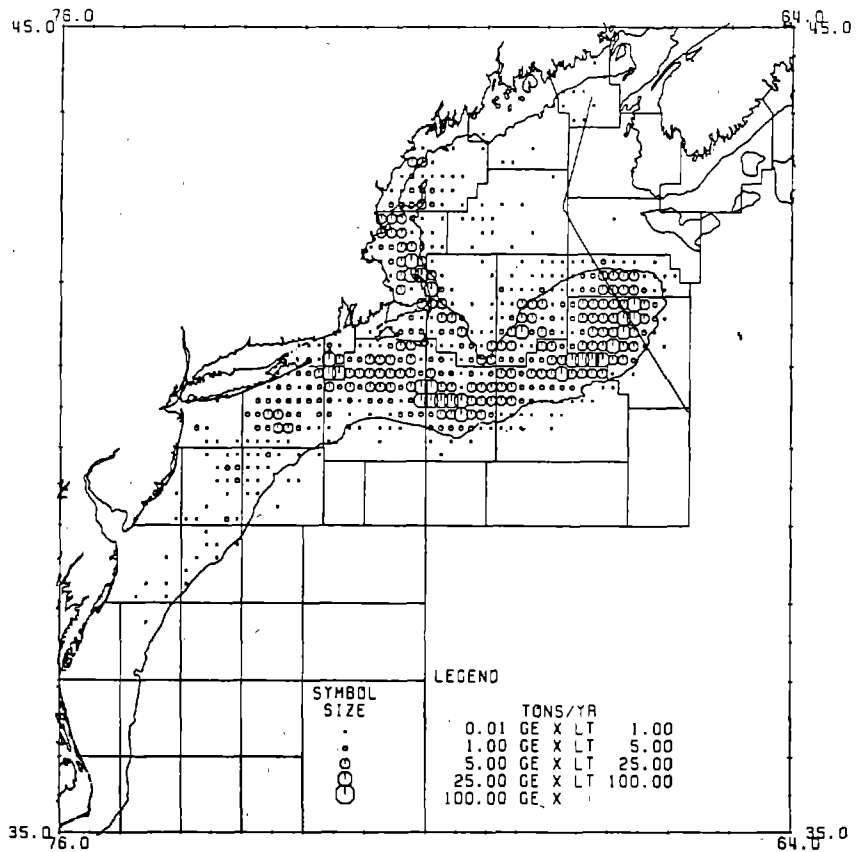 76.0 64.0
45.0 45.0
LEGEND
SYMBOL SIZE
TONS/YR
0.01 GE X LT 1.00
1.00 GE X LT 5.00
5.00 GE X LT 25.00
25.00 GE X LT 100.00
100.00 GE X
35.0 35.0
76.0 64.0